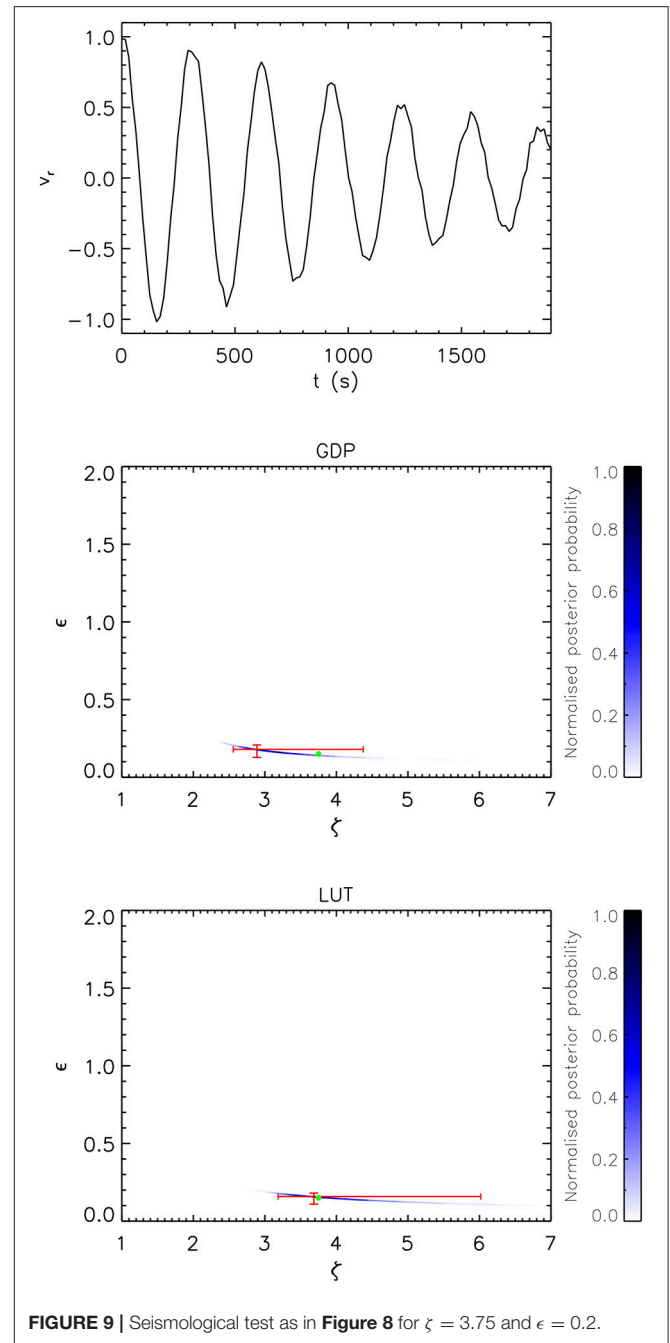 1.0
0.5
0.0
−0.5
−1.0
v_r
0 500 1000 1500
t (s)
GDP
2.0
1.5
1.0
0.5
0.0
ϵ
1 2 3 4 5 6 7
ζ
Normalised posterior probability
1.0
0.8
0.6
0.4
0.2
0.0
LUT
2.0
1.5
1.0
0.5
0.0
ϵ
1 2 3 4 5 6 7
ζ
Normalised posterior probability
1.0
0.8
0.6
0.4
0.2
0.0
FIGURE 9 | Seismological test as in Figure 8 for ζ = 3.75 and ϵ = 0.2.